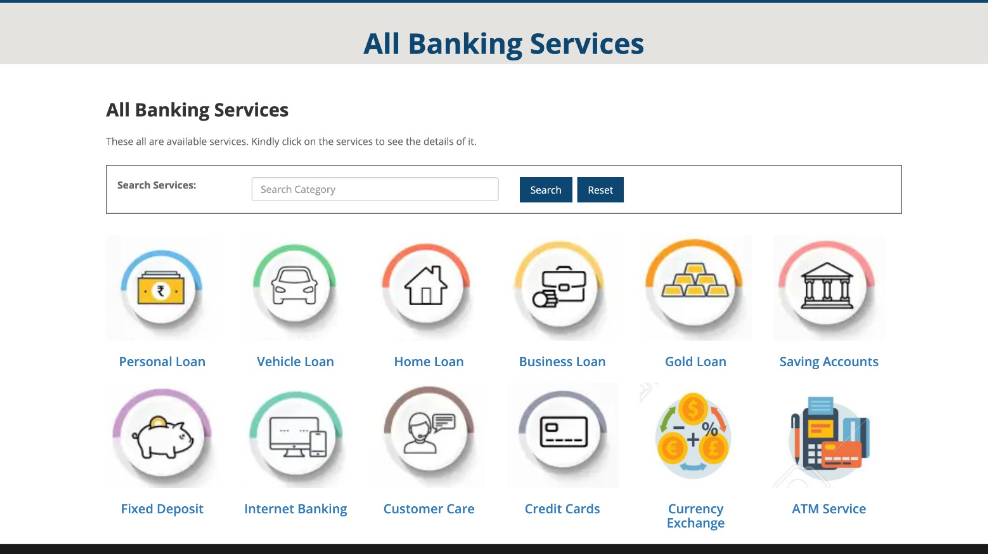 All Banking Services
All Banking Services
These all are available services. Kindly click on the services to see the details of it.
Search Services:
Search Category
Search
Reset
₹
Personal Loan
Vehicle Loan
Home Loan
Business Loan
Gold Loan
Saving Accounts
$
- + %
€
£
Fixed Deposit
Internet Banking
Customer Care
Credit Cards
Currency
Exchange
ATM Service